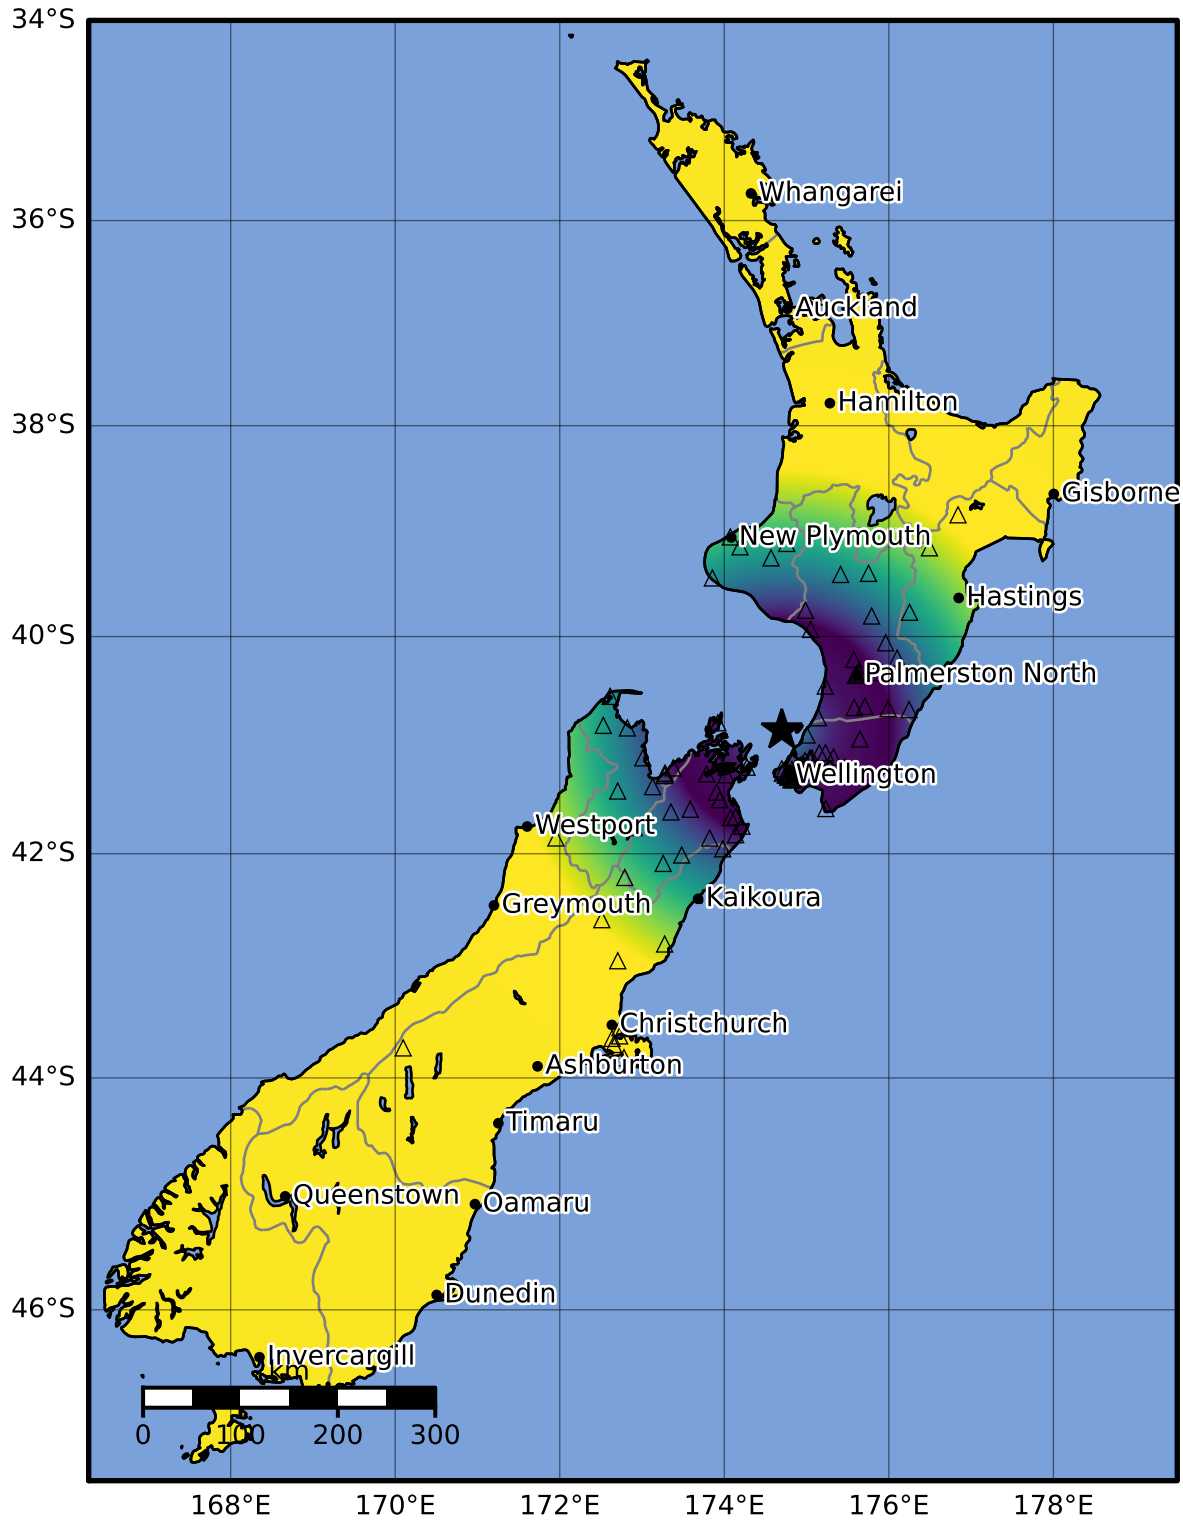 34°S
36°S
38°S
40°S
42°S
44°S
46°S
Whangarei
Auckland
Hamilton
Gisborne
New Plymouth
Hastings
Palmerston North
Wellington
Westport
Kaikoura
Greymouth
Christchurch
Ashburton
Timaru
Queenstown
Oamaru
Dunedin
Invercargill
km
0 100 200 300
168°E 170°E 172°E 174°E 176°E 178°E